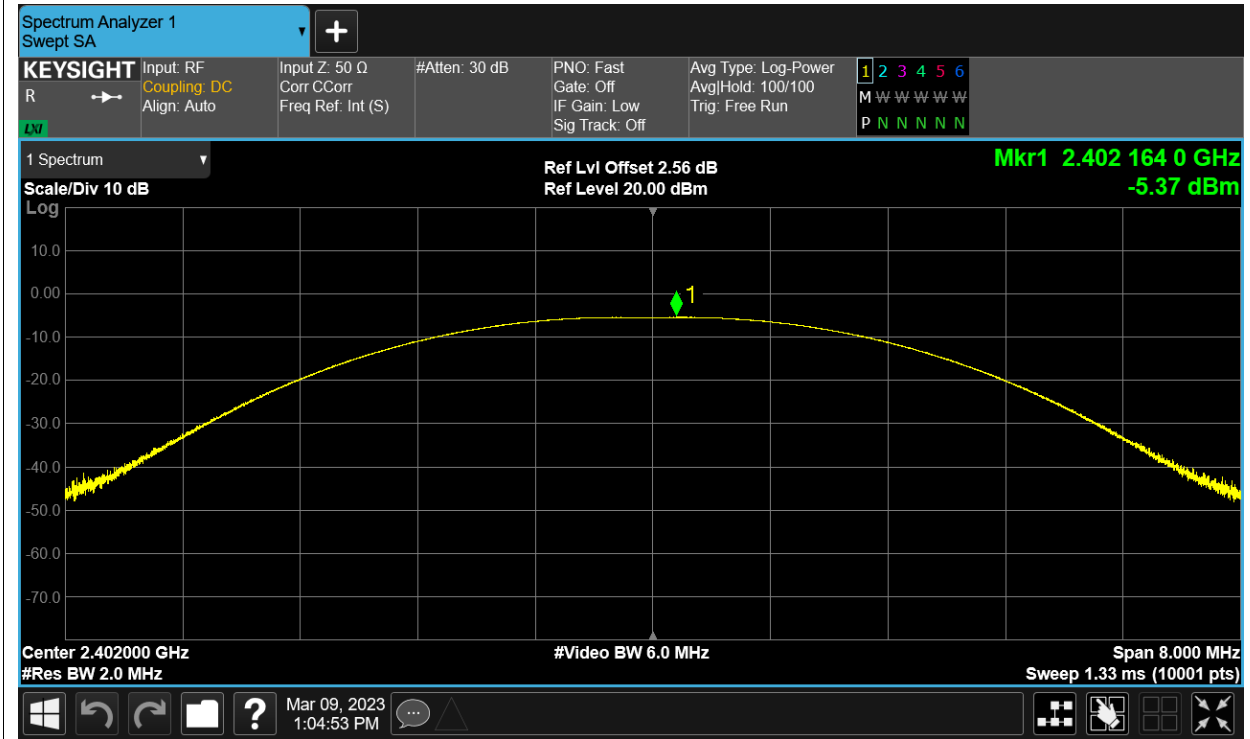 Spectrum Analyzer 1
Swept SA
+
KEYSIGHT
R
LXI
Input: RF
Coupling: DC
Align: Auto
Input Z: 50 Ω
Corr CCorr
Freq Ref: Int (S)
#Atten: 30 dB
PNO: Fast
Gate: Off
IF Gain: Low
Sig Track: Off
Avg Type: Log-Power
Avg|Hold: 100/100
Trig: Free Run
1 2 3 4 5 6
M W W W W W
P N N N N N
1 Spectrum
Scale/Div 10 dB
Log
Ref Lvl Offset 2.56 dB
Ref Level 20.00 dBm
Mkr1 2.402 164 0 GHz
-5.37 dBm
10.0
0.00
-10.0
-20.0
-30.0
-40.0
-50.0
-60.0
-70.0
1
Center 2.402000 GHz
#Res BW 2.0 MHz
#Video BW 6.0 MHz
Span 8.000 MHz
Sweep 1.33 ms (10001 pts)
?
Mar 09, 2023
1:04:53 PM